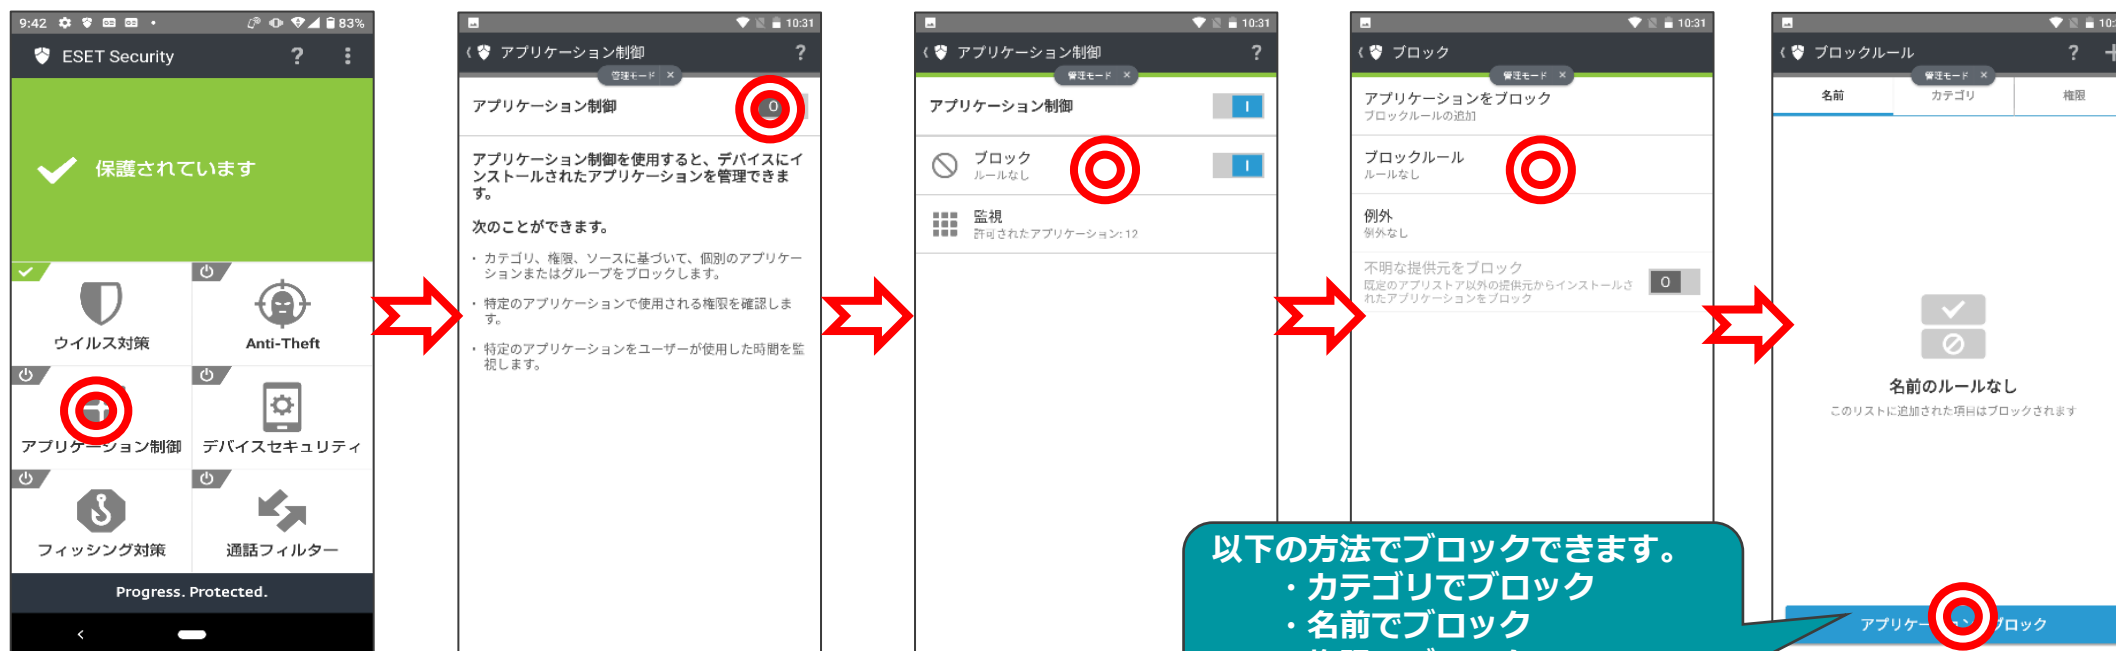 9:42
83%
ESET Security
?
保護されています
ウイルス対策
Anti-Theft
アプリケーション制御
デバイスセキュリティ
フィッシング対策
通話フィルター
Progress. Protected.
10:31
アプリケーション制御
?
管理モード ×
アプリケーション制御
アプリケーション制御を使用すると、デバイスにイ
ンストールされたアプリケーションを管理できま
す。
次のことができます。
・ カテゴリ、権限、ソースに基づいて、個別のアプリケー
ションまたはグループをブロックします。
・ 特定のアプリケーションで使用される権限を確認しま
す。
・ 特定のアプリケーションをユーザーが使用した時間を監
視します。
10:31
アプリケーション制御
?
管理モード ×
アプリケーション制御
ブロック
ルールなし
監視
許可されたアプリケーション: 12
10:31
ブロック
管理モード ×
アプリケーションをブロック
ブロックルールの追加
ブロックルール
ルールなし
例外
例外なし
不明な提供元をブロック
既定のアプリストア以外の提供元からインストールさ
れたアプリケーションをブロック
以下の方法でブロックできます。
・カテゴリでブロック
・名前でブロック
ブロックルール
? +
管理モード ×
名前 カテゴリ 権限
名前のルールなし
このリストに追加された項目はブロックされます